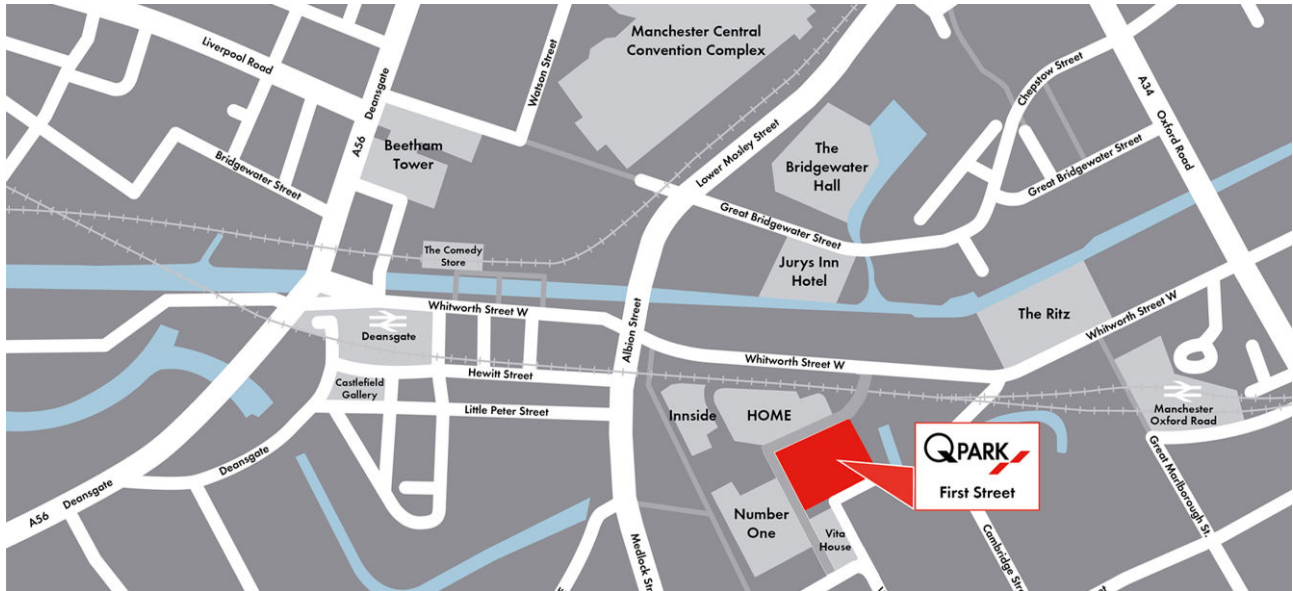 Manchester Central
Convention Complex
Liverpool Road
A56 Deansgate
Watson Street
Chepstow Street
A34 Oxford Road
Beetham
Tower
Lower Mosley Street
The
Bridgewater
Hall
Bridgewater Street
Great Bridgewater Street
Great Bridgewater Street
The Comedy
Store
Jurys Inn
Hotel
Whitworth Street W
The Ritz
Whitworth Street W
Deansgate
Albion Street
Whitworth Street W
Hewitt Street
Castlefield
Gallery
Little Peter Street
Innside
HOME
Manchester
Oxford Road
QPARK
First Street
Deansgate
A56 Deansgate
Number
One
Vita
House
Great Marlborough St.
Medlock
Cambridge